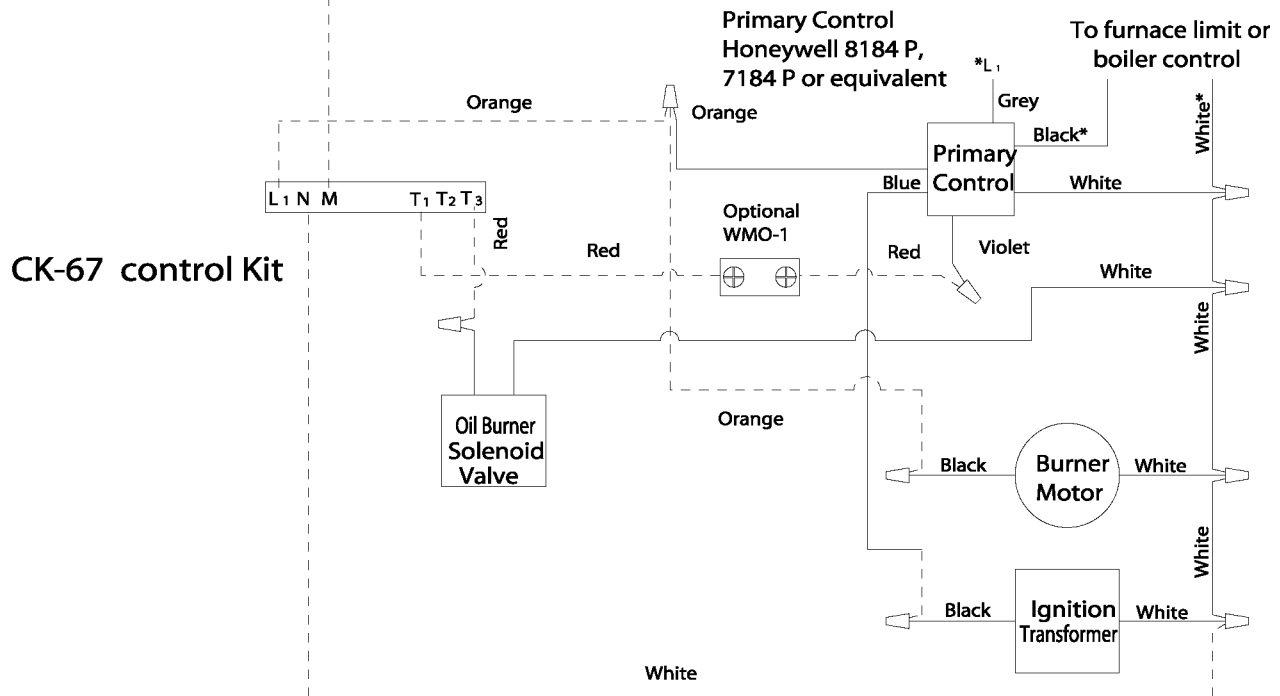 Primary Control
Honeywell 8184 P,
7184 P or equivalent
To furnace limit or
boiler control
*L 1
Grey
Orange
Orange
White*
Black*
Primary
Control
Blue
White
L 1 N M T1 T2 T3
Optional
WMO-1
Red
Red
Red
Violet
CK-67 control Kit
White
White
Oil Burner
Solenoid
Valve
Orange
Black
Burner
Motor
White
White
Black
Ignition
Transformer
White
White